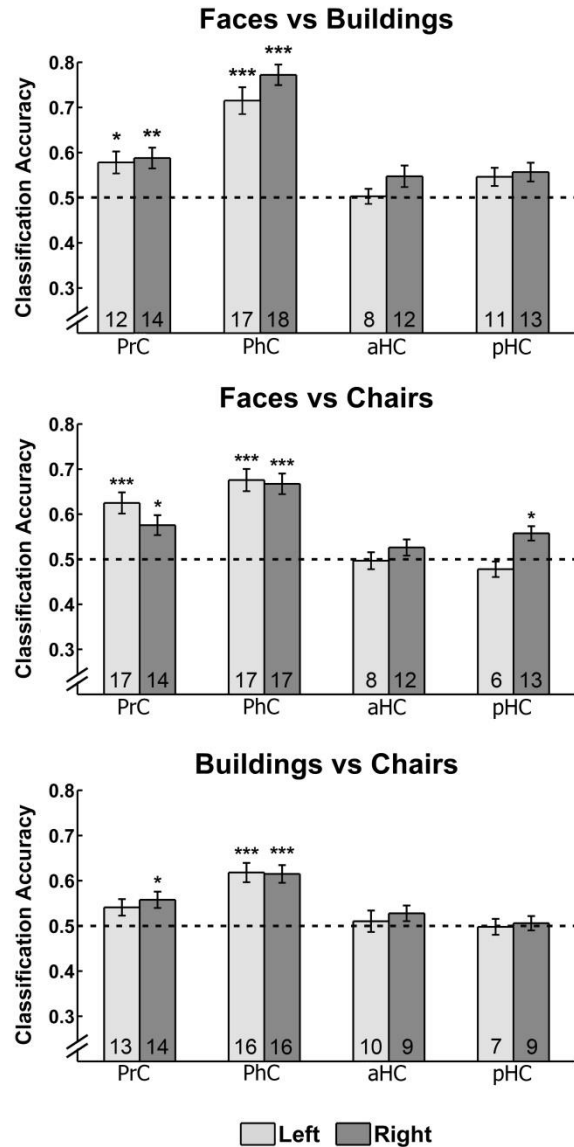 Faces vs Buildings
Classification Accuracy
0.8
0.7
0.6
0.5
0.4
0.3
* ** *** ***
12 14 17 18 8 12 11 13
PrC PhC aHC pHC
Faces vs Chairs
Classification Accuracy
0.8
0.7
0.6
0.5
0.4
0.3
*** * *** *** *
17 14 17 17 8 12 6 13
PrC PhC aHC pHC
Buildings vs Chairs
Classification Accuracy
0.8
0.7
0.6
0.5
0.4
0.3
* *** ***
13 14 16 16 10 9 7 9
PrC PhC aHC pHC
Left Right